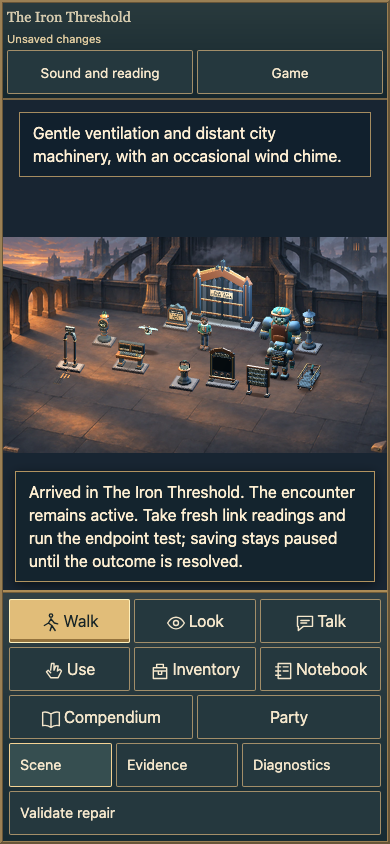 The Iron Threshold
Unsaved changes
Sound and reading
Game
Gentle ventilation and distant city
machinery, with an occasional wind chime.
Arrived in The Iron Threshold. The encounter
remains active. Take fresh link readings and
run the endpoint test; saving stays paused
until the outcome is resolved.
Walk
Look
Talk
Use
Inventory
Notebook
Compendium
Party
Scene
Evidence
Diagnostics
Validate repair